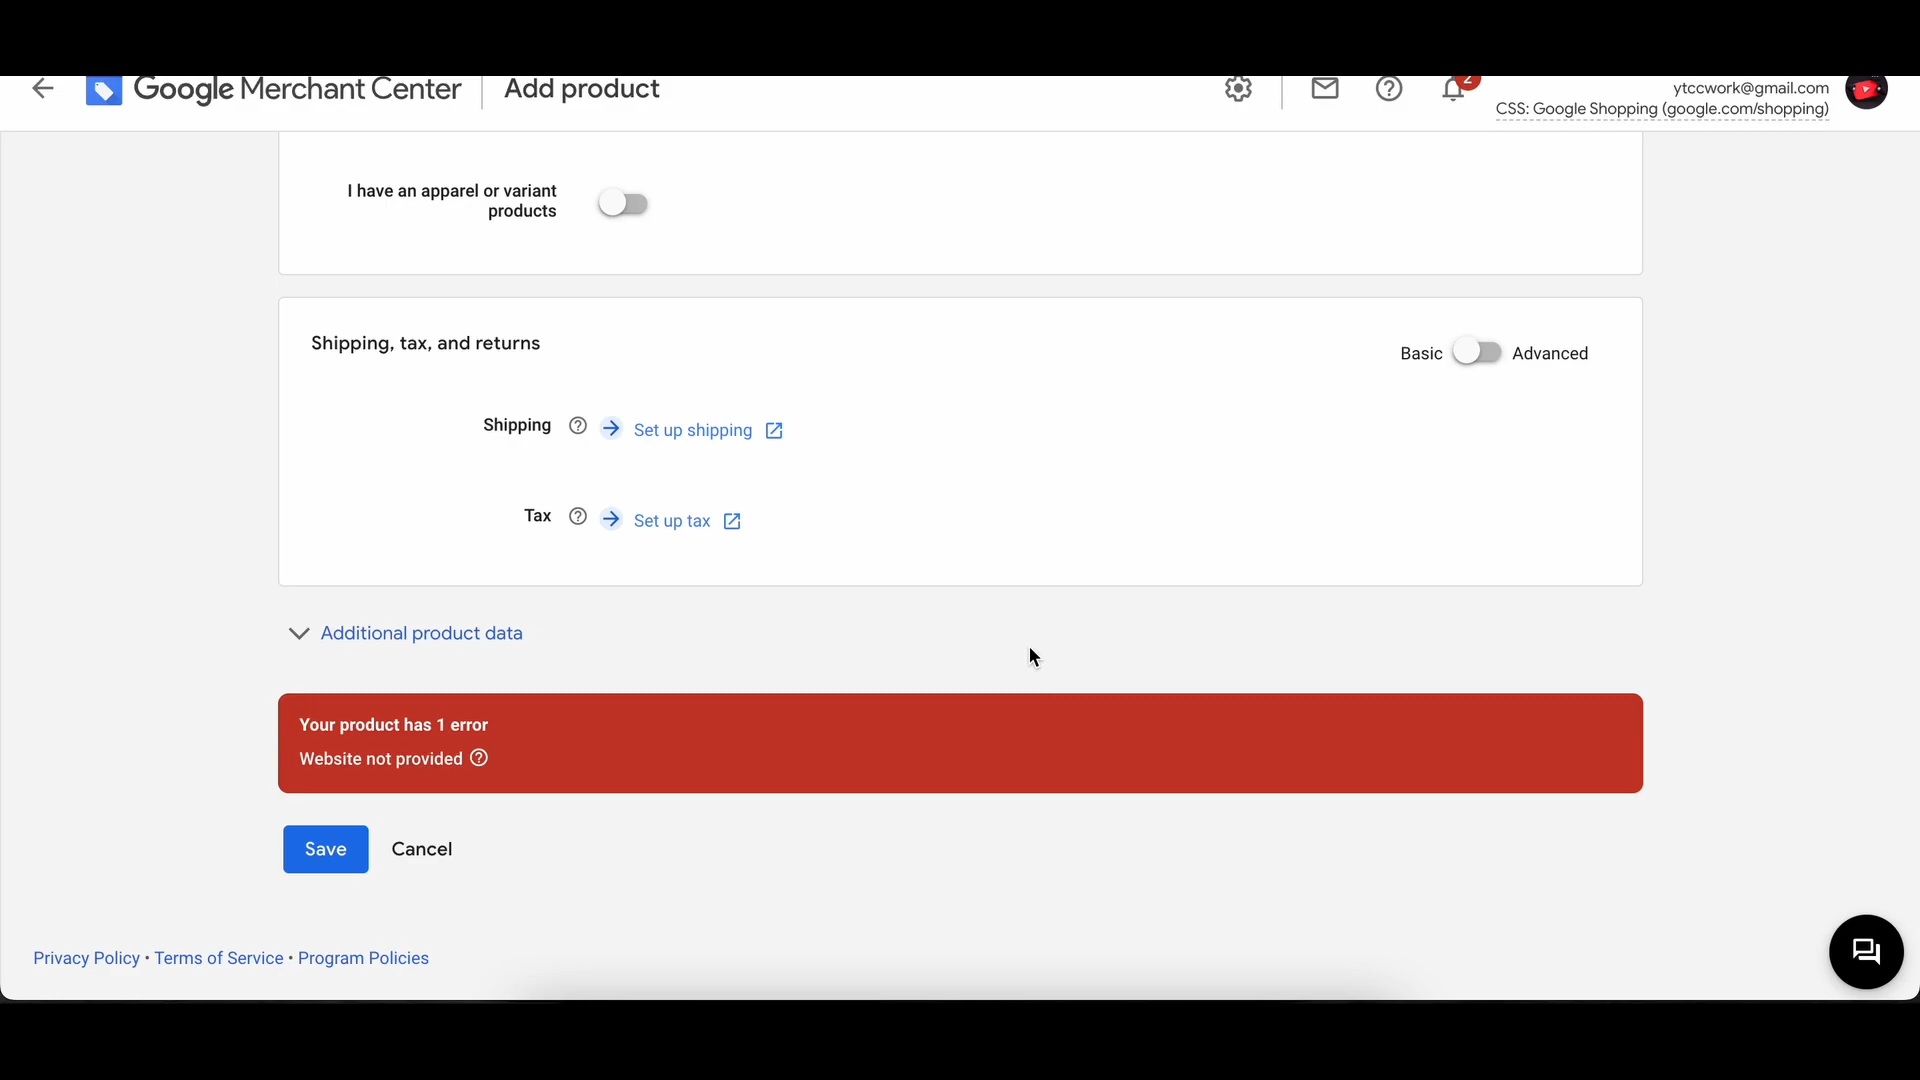 Google Merchant Center
Add product
2
ytccwork@gmail.com
CSS: Google Shopping (google.com/shopping)
I have an apparel or variant
products
Shipping, tax, and returns
Basic
Advanced
Shipping
Set up shipping
Tax
Set up tax
Additional product data
Your product has 1 error
Website not provided
Save
Cancel
Privacy Policy • Terms of Service • Program Policies